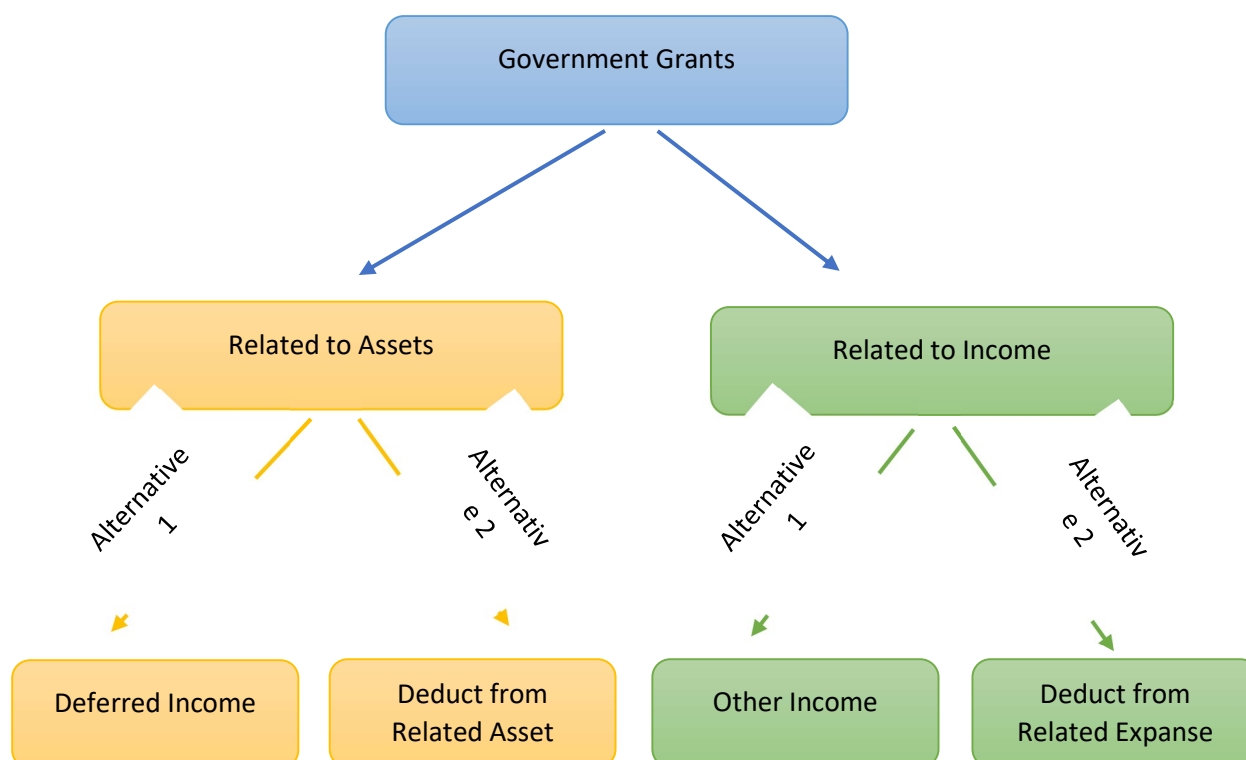 Government Grants
Related to Assets
Related to Income
Alternative
1
Alternativ
e 2
Alternative
1
Alternativ
e 2
Deferred Income
Deduct from
Related Asset
Other Income
Deduct from
Related Expanse